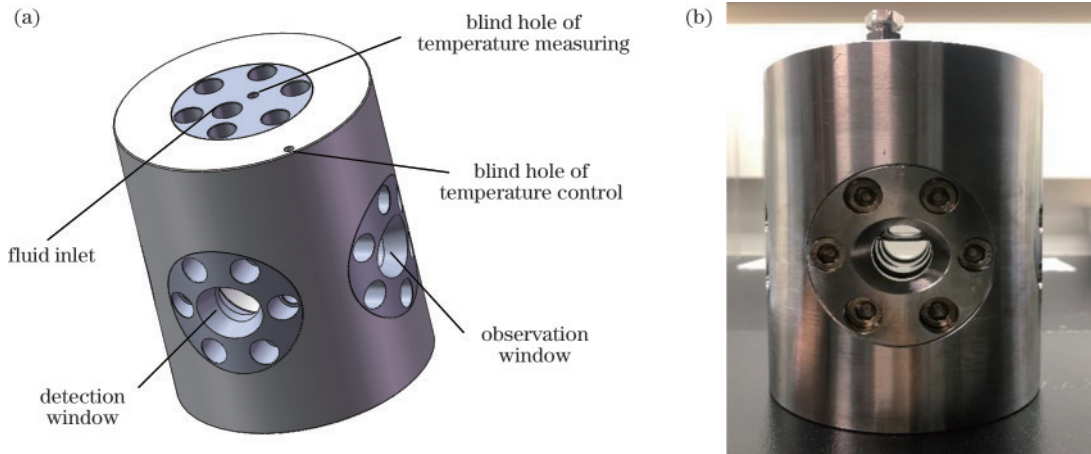 (a)
blind hole of
temperature measuring
blind hole of
temperature control
fluid inlet
observation
window
detection
window
(b)